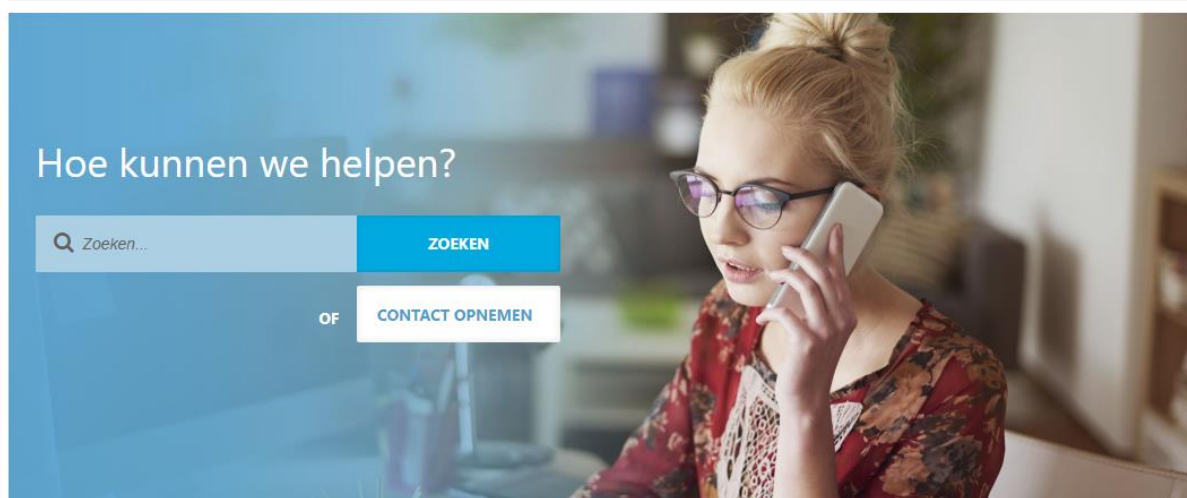 Hoe kunnen we helpen?
Zoeken...
ZOEKEN
OF
CONTACT OPNEMEN